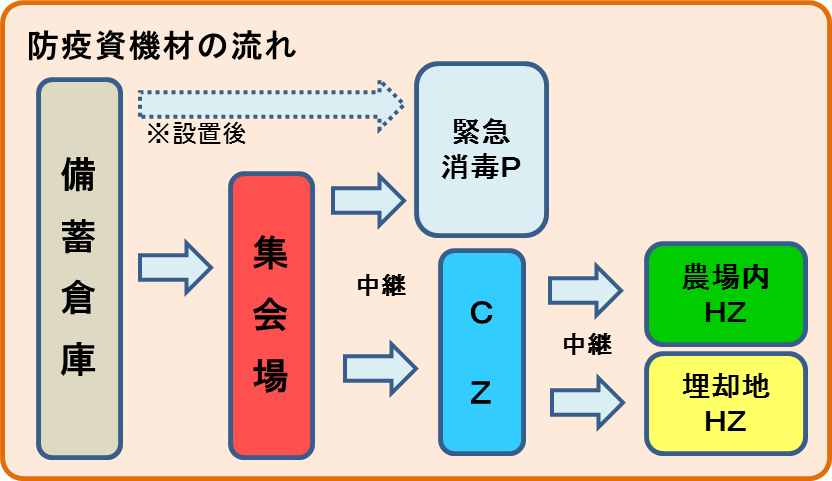 防疫資機材の流れ
備蓄倉庫
※設置後
緊急
消毒P
集会場
中継
CZ
中継
農場内
HZ
埋却地
HZ